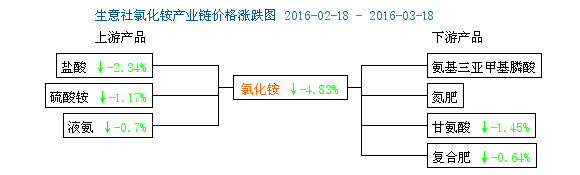 生意社氯化铵产业链价格涨跌图 2016-02-18 - 2016-03-18
上游产品
下游产品
盐酸 ↓-2.34%
硫酸铵 ↓-1.17%
液氨 ↓-0.7%
氯化铵 ↓-4.83%
氨基三亚甲基膦酸
氮肥
甘氨酸 ↓-1.45%
复合肥 ↓-0.64%